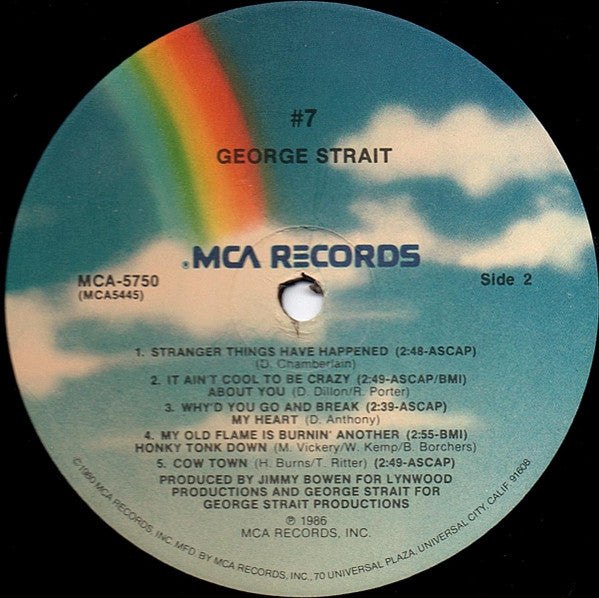 #7
GEORGE STRAIT
®MCA RECORDS
MCA-5750
(MCA5445)
Side 2
1. STRANGER THINGS HAVE HAPPENED (2:48-ASCAP)
(D. Chamberlain)
2. IT AIN'T COOL TO BE CRAZY (2:49-ASCAP/BMI)
ABOUT YOU (D. Dillon/R. Porter)
3. WHY'D YOU GO AND BREAK (2:39-ASCAP)
MY HEART (D. Anthony)
4. MY OLD FLAME IS BURNIN' ANOTHER (2:55-BMI)
HONKY TONK DOWN (M. Vickery/W. Kemp/B. Borchers)
5. COW TOWN (H. Burns/T. Ritter) (2:49-ASCAP)
PRODUCED BY JIMMY BOWEN FOR LYNWOOD
PRODUCTIONS AND GEORGE STRAIT FOR
GEORGE STRAIT PRODUCTIONS
℗ 1986
MCA RECORDS, INC.
©1980 MCA RECORDS, INC. MFD. BY MCA RECORDS, INC., 70 UNIVERSAL PLAZA, UNIVERSAL CITY, CALIF. 91608